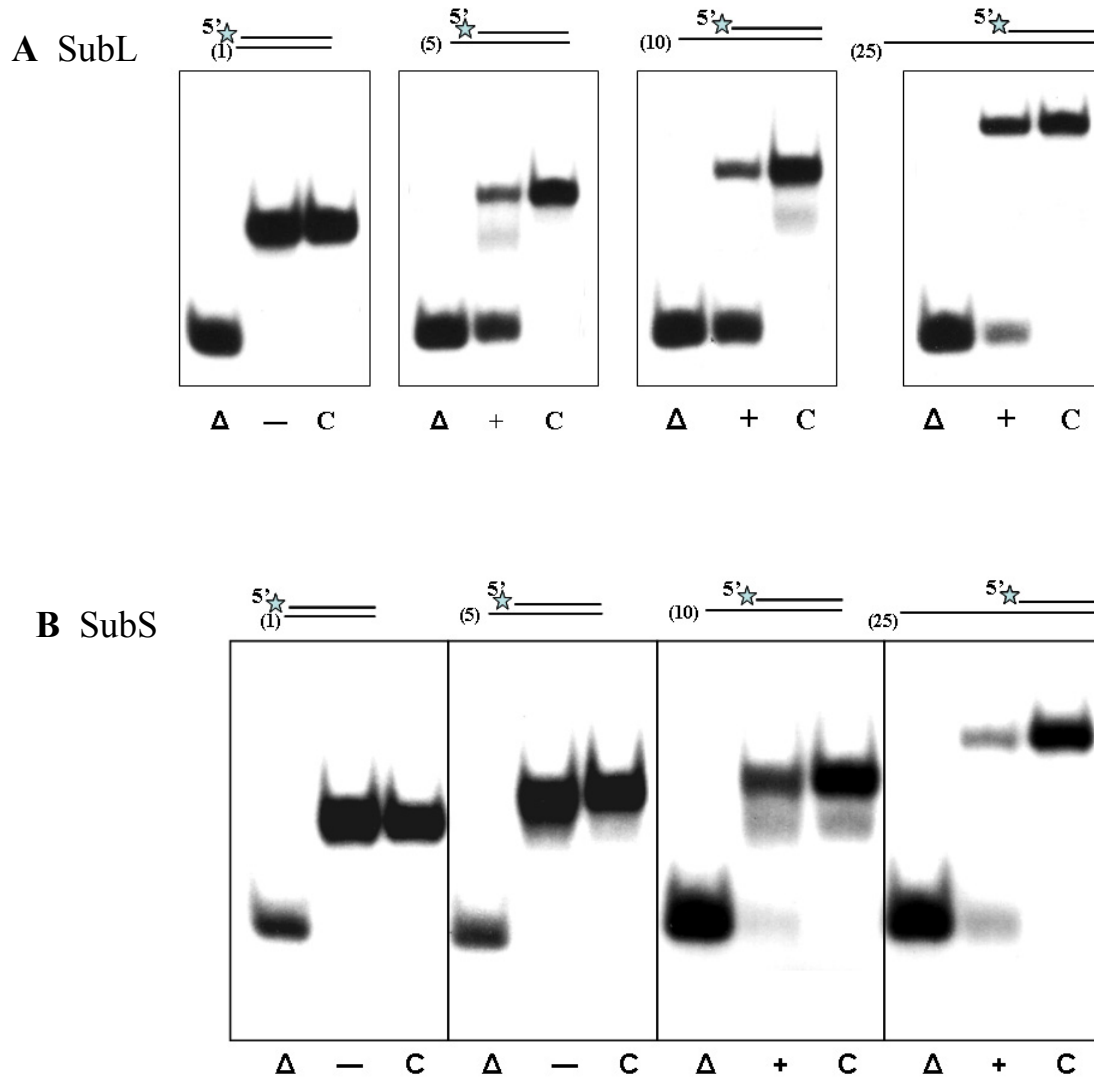 5' 5' 5' 5'
A SubL (1) (5) (10) (25)
Δ — C Δ + C Δ + C Δ + C
5' 5' 5' 5'
B SubS (1) (5) (10) (25)
Δ — C Δ — C Δ + C Δ + C